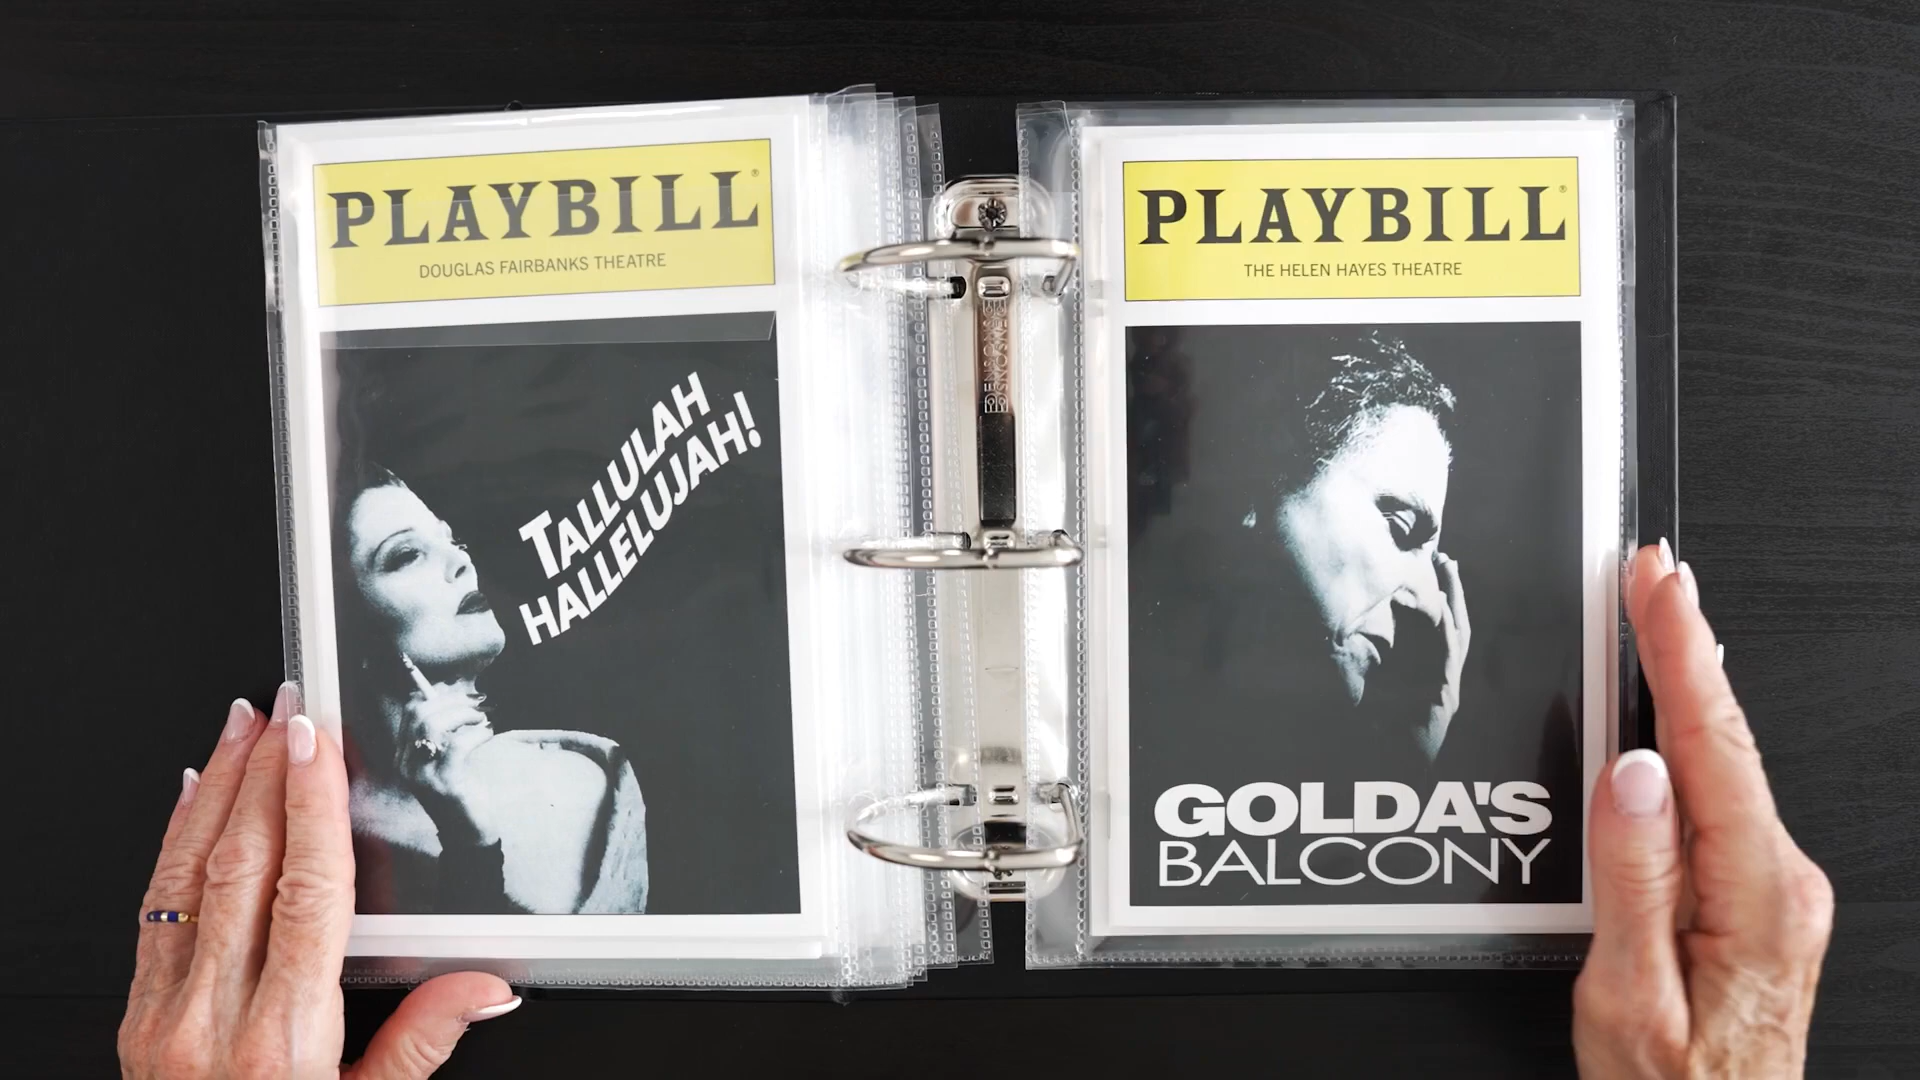 PLAYBILL®
DOUGLAS FAIRBANKS THEATRE
TALLULAH
HALLELUJAH!
PLAYBILL®
THE HELEN HAYES THEATRE
GOLDA'S
BALCONY